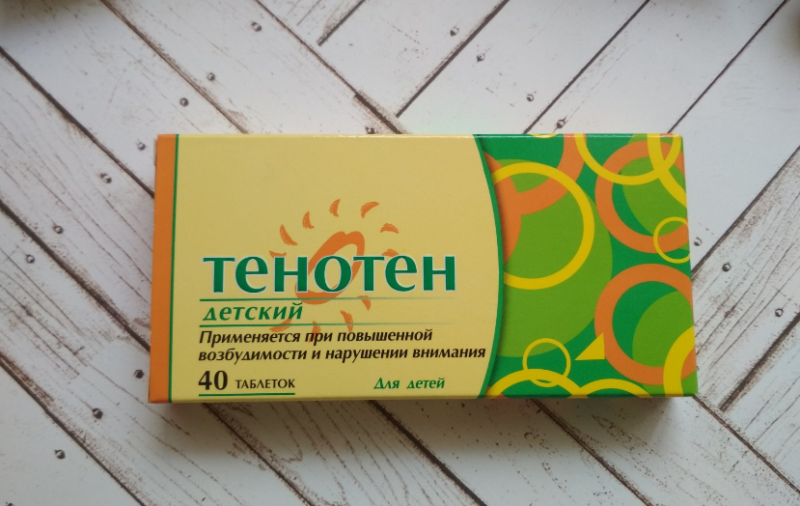 ТЕНОТЕН
детский
Применяется при повышенной
возбудимости и нарушении внимания
40 ТАБЛЕТОК Для детей